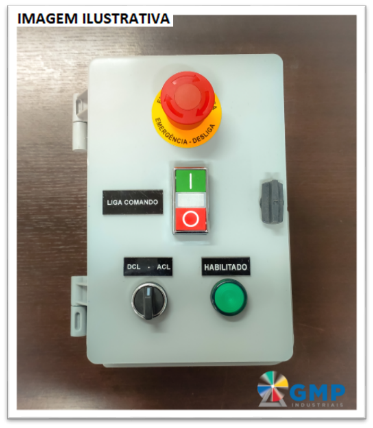 IMAGEM ILUSTRATIVA
EMERGÊNCIA - DESLIGA
I
LIGA COMANDO
O
DCL - ACL
HABILITADO
GMP
INDUSTRIAIS